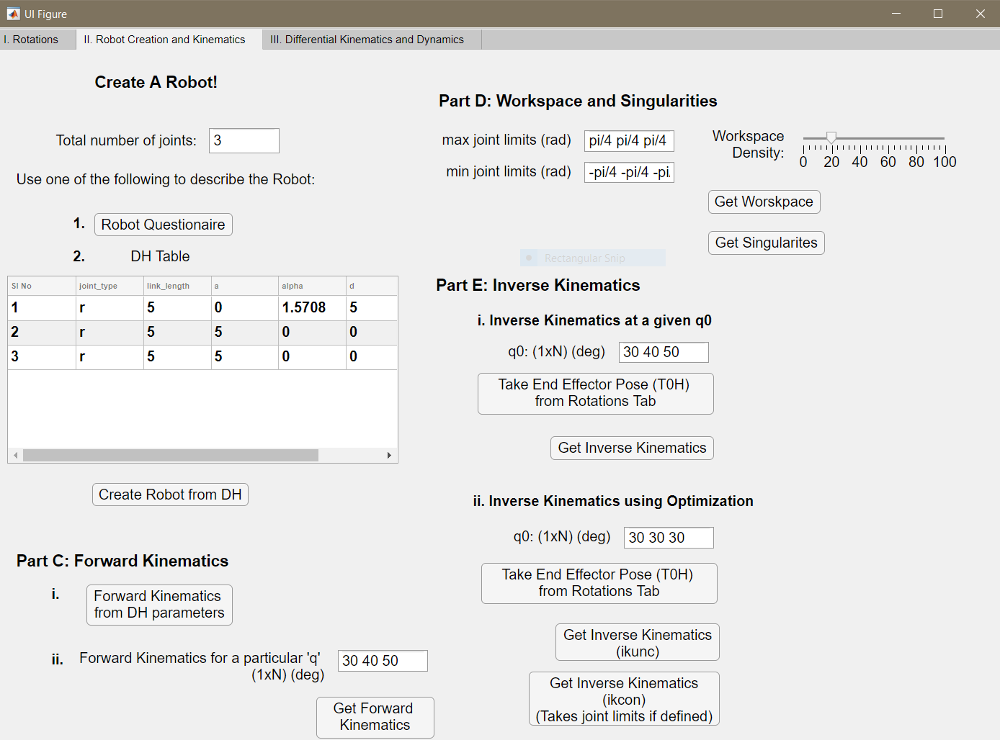 UI Figure
I. Rotations
II. Robot Creation and Kinematics
III. Differential Kinematics and Dynamics
Create A Robot!
Total number of joints: 3
Use one of the following to describe the Robot:
1. Robot Questionaire
2. DH Table
Sl No joint_type link_length a alpha d
1 r 5 0 1.5708 5
2 r 5 5 0 0
3 r 5 5 0 0
Create Robot from DH
Part C: Forward Kinematics
i. Forward Kinematics
from DH parameters
ii. Forward Kinematics for a particular 'q'
(1xN) (deg)
30 40 50
Get Forward
Kinematics
Part D: Workspace and Singularities
max joint limits (rad) pi/4 pi/4 pi/4
min joint limits (rad) -pi/4 -pi/4 -pi
Workspace
Density:
0 20 40 60 80 100
Get Worskpace
Get Singularites
Rectangular Snip
Part E: Inverse Kinematics
i. Inverse Kinematics at a given q0
q0: (1xN) (deg) 30 40 50
Take End Effector Pose (T0H)
from Rotations Tab
Get Inverse Kinematics
ii. Inverse Kinematics using Optimization
q0: (1xN) (deg) 30 30 30
Take End Effector Pose (T0H)
from Rotations Tab
Get Inverse Kinematics
(ikunc)
Get Inverse Kinematics
(ikcon)
(Takes joint limits if defined)